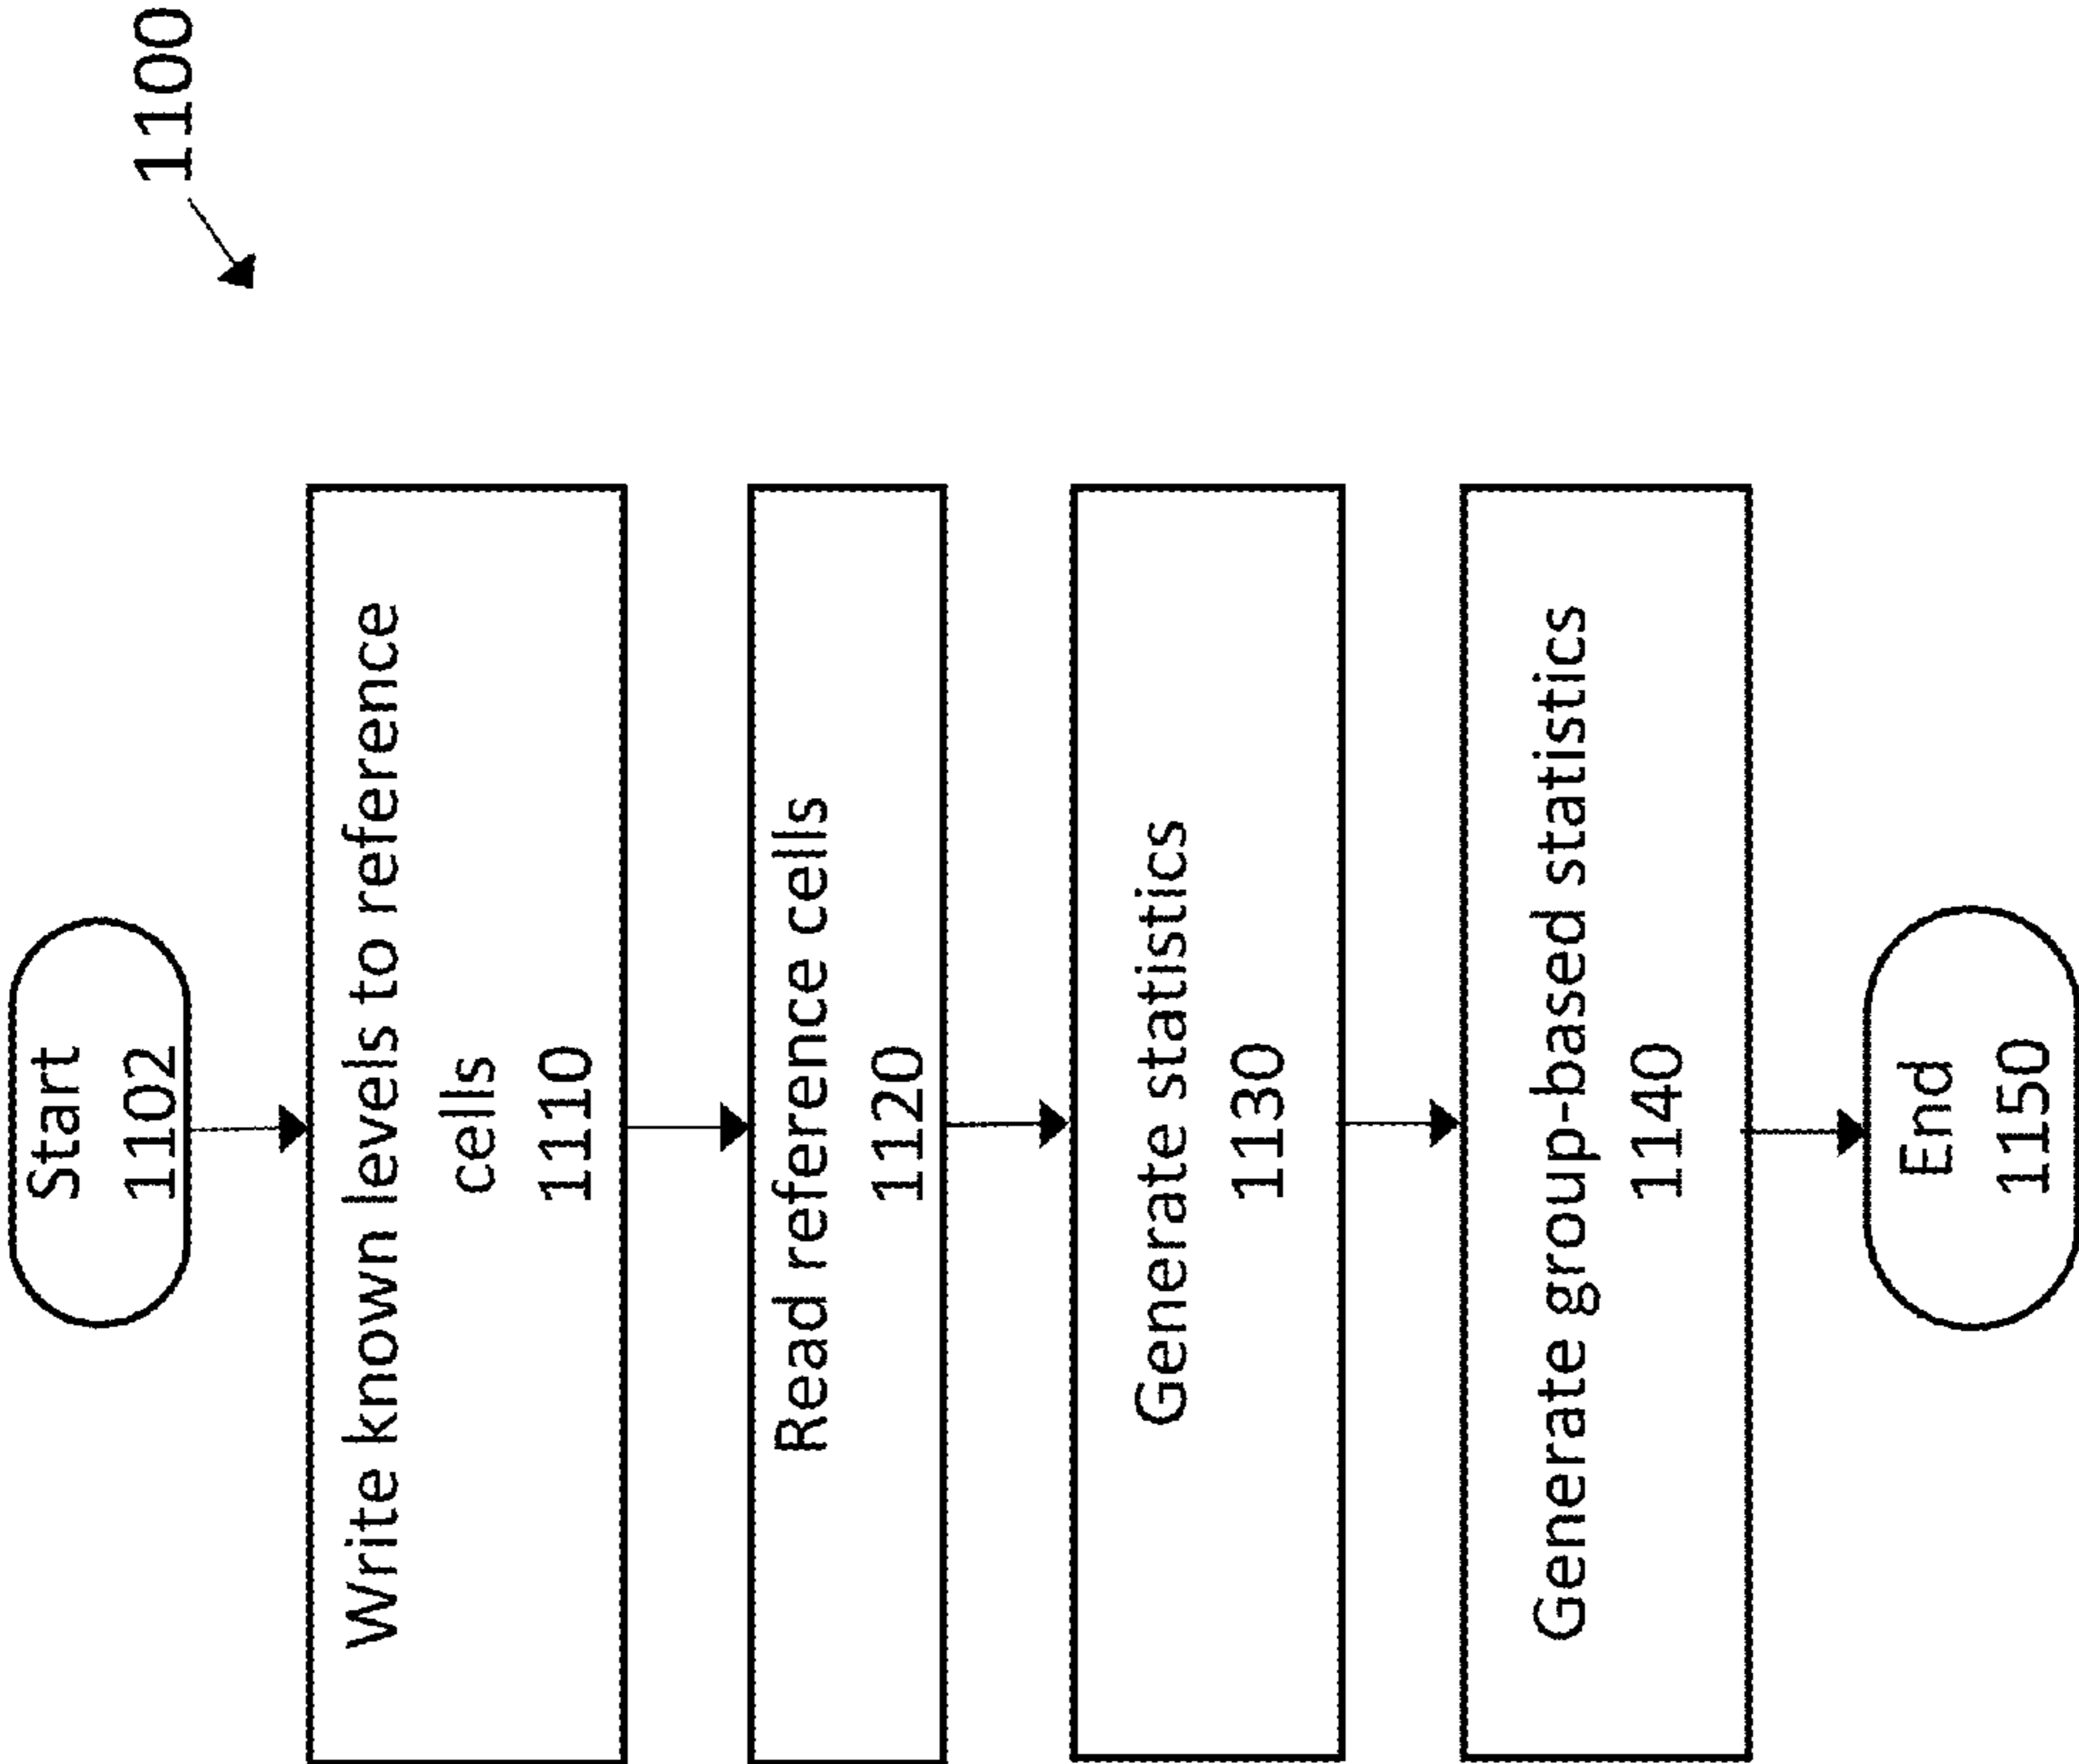 1100
Start
1102
Write known levels to reference
cells
1110
Read reference cells
1120
Generate statistics
1130
Generate group-based statistics
1140
End
1150